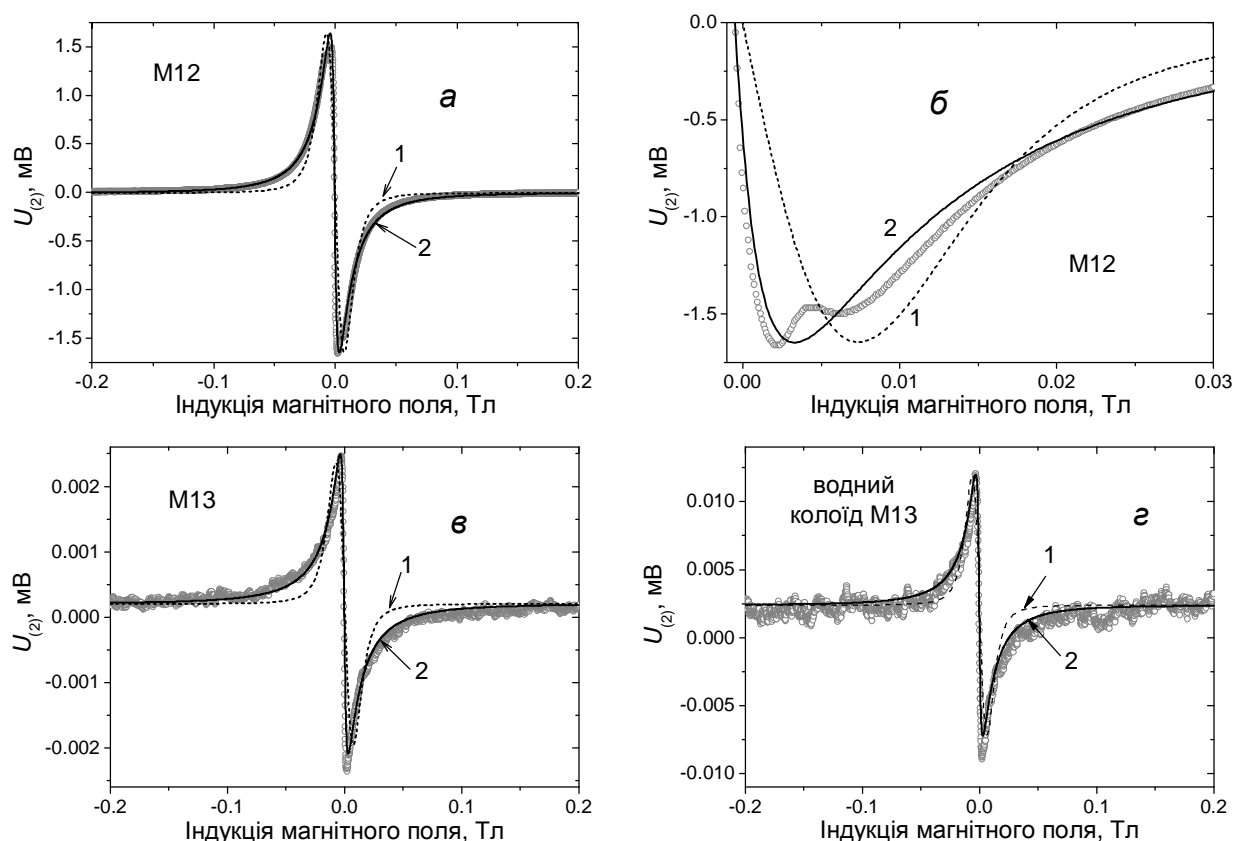 М12
а
1
2
1.5
1.0
0.5
0.0
-0.5
-1.0
-1.5
U(2), мВ
-0.2 -0.1 0.0 0.1 0.2
Індукція магнітного поля, Тл
б
2
1
М12
0.0
-0.5
-1.0
-1.5
U(2), мВ
0.00 0.01 0.02 0.03
Індукція магнітного поля, Тл
М13
в
1
2
0.002
0.001
0.000
-0.001
-0.002
U(2), мВ
-0.2 -0.1 0.0 0.1 0.2
Індукція магнітного поля, Тл
водний
колоїд М13
г
1
2
0.010
0.005
0.000
-0.005
-0.010
U(2), мВ
-0.2 -0.1 0.0 0.1 0.2
Індукція магнітного поля, Тл